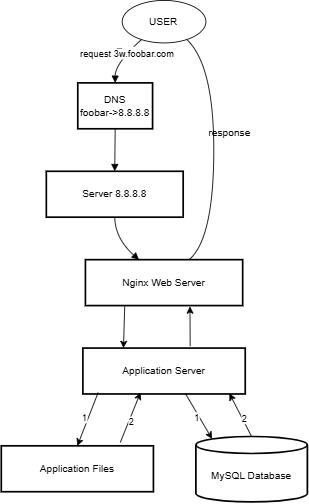 USER
request 3w.foobar.com
DNS
foobar->8.8.8.8
response
Server 8.8.8.8
Nginx Web Server
Application Server
1
2
1
2
Application Files
MySQL Database